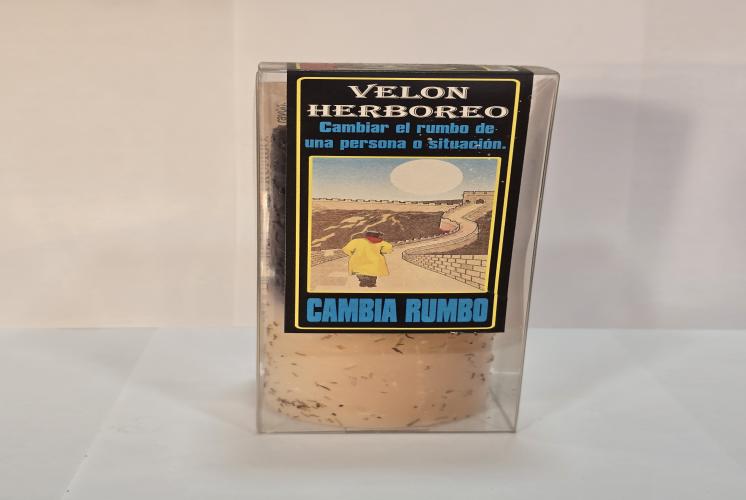 VELON
HERBOREO
Cambiar el rumbo de
una persona o situación.
CAMBIA RUMBO